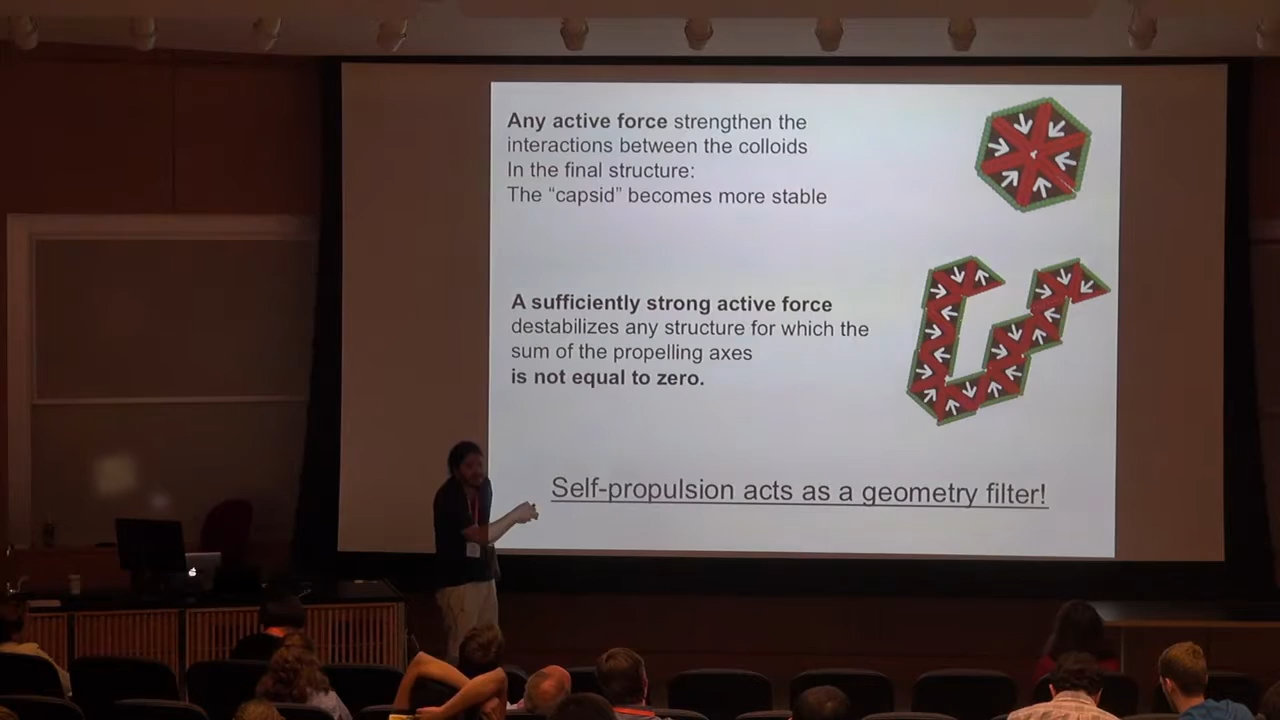 Any active force strengthen the
interactions between the colloids
In the final structure:
The “capsid” becomes more stable
A sufficiently strong active force
destabilizes any structure for which the
sum of the propelling axes
is not equal to zero.
Self-propulsion acts as a geometry filter!